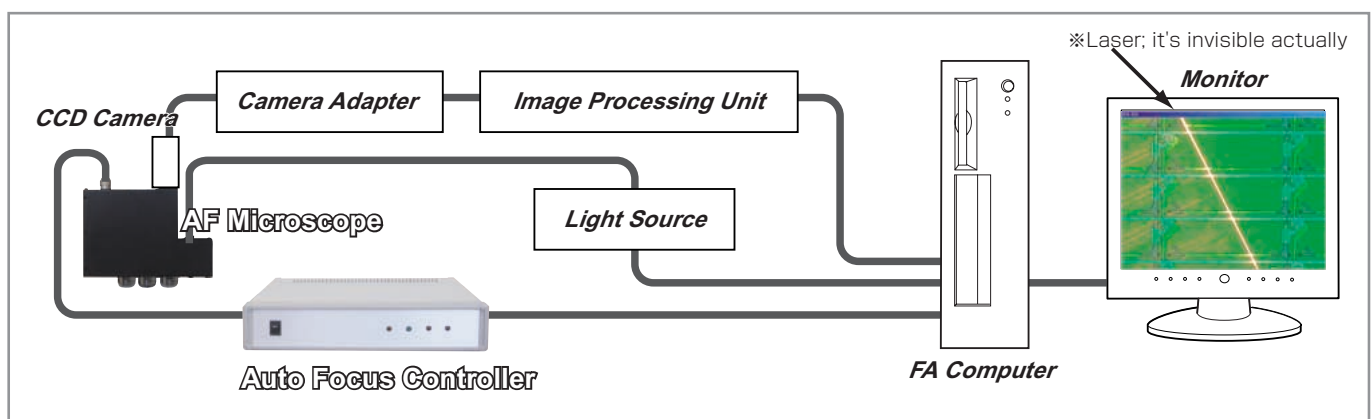 ※Laser; it's invisible actually
Monitor
Camera Adapter
Image Processing Unit
CCD Camera
AF Microscope
Light Source
Auto Focus Controller
FA Computer